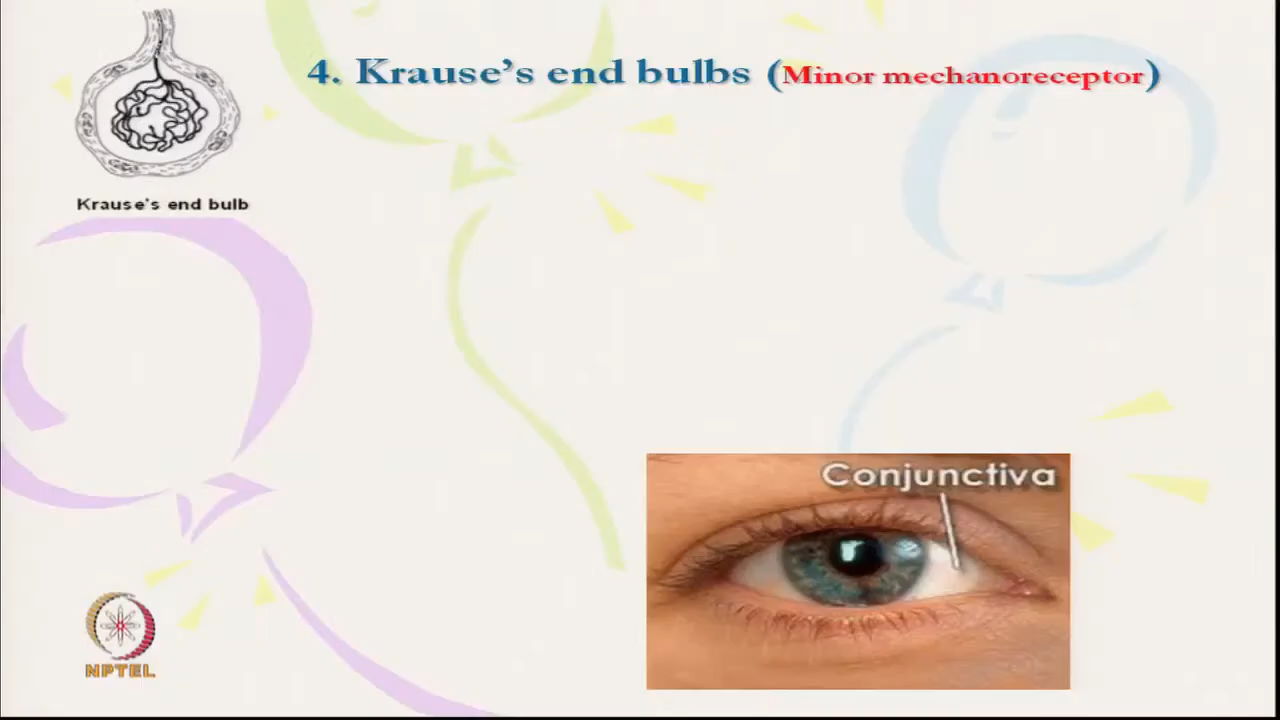 4. Krause's end bulbs (Minor mechanoreceptor)
Krause's end bulb
Conjunctiva
NPTEL